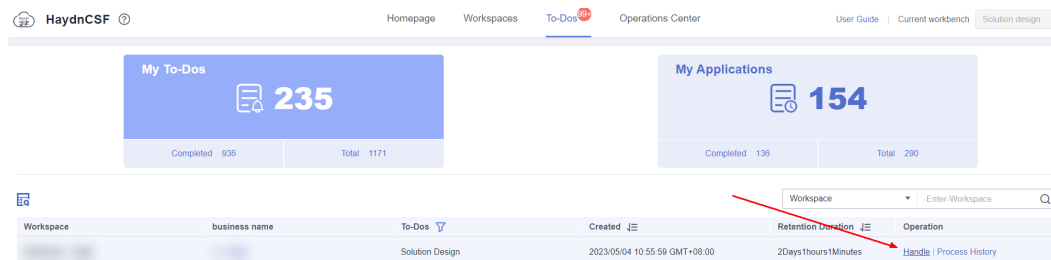 HaydnCSF ? Homepage Workspaces To-Dos 99+ Operations Center User Guide | Current workbench Solution design
My To-Dos My Applications
235 154
Completed 936 Total 1171 Completed 136 Total 290
Workspace -Enter-Workspace
Workspace business name To-Dos Created Retention Duration Operation
Solution Design 2023/05/04 10:55:59 GMT+08:00 2Days1hours1Minutes Handle | Process History